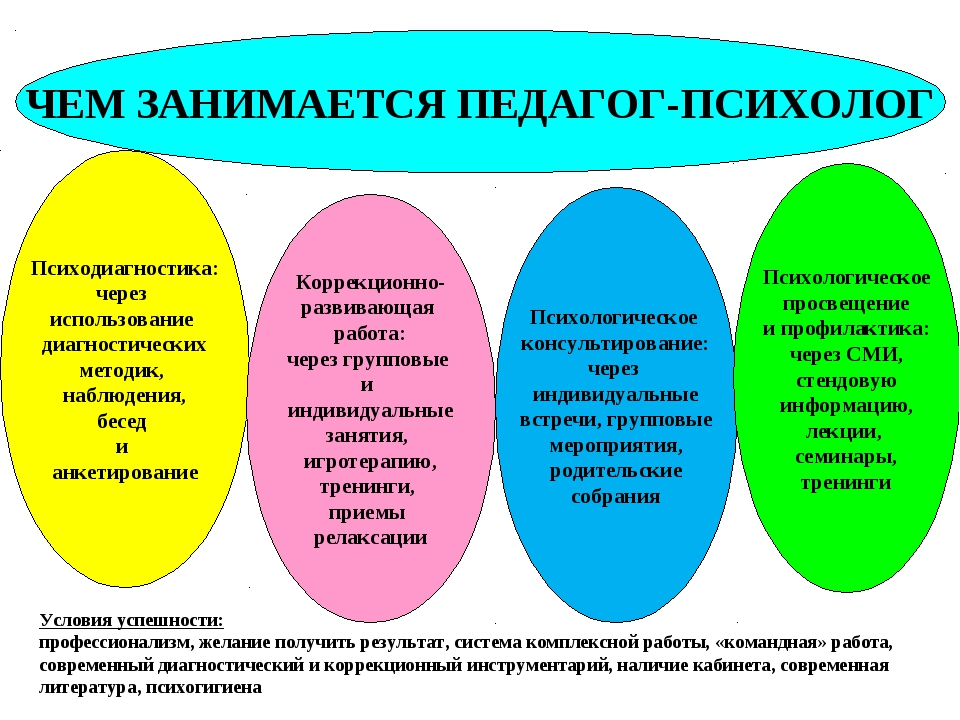 ЧЕМ ЗАНИМАЕТСЯ ПЕДАГОГ-ПСИХОЛОГ
Психодиагностика:
через
использование
диагностических
методик,
наблюдения,
бесед
и
анкетирование
Коррекционно-
развивающая
работа:
через групповые
и
индивидуальные
занятия,
игротерапию,
тренинги,
приемы
релаксации
Психологическое
консультирование:
через
индивидуальные
встречи, групповые
мероприятия,
родительские
собрания
Психологическое
просвещение
и профилактика:
через СМИ,
стендовую
информацию,
лекции,
семинары,
тренинги
Условия успешности:
профессионализм, желание получить результат, система комплексной работы, «командная» работа,
современный диагностический и коррекционный инструментарий, наличие кабинета, современная
литература, психогигиена